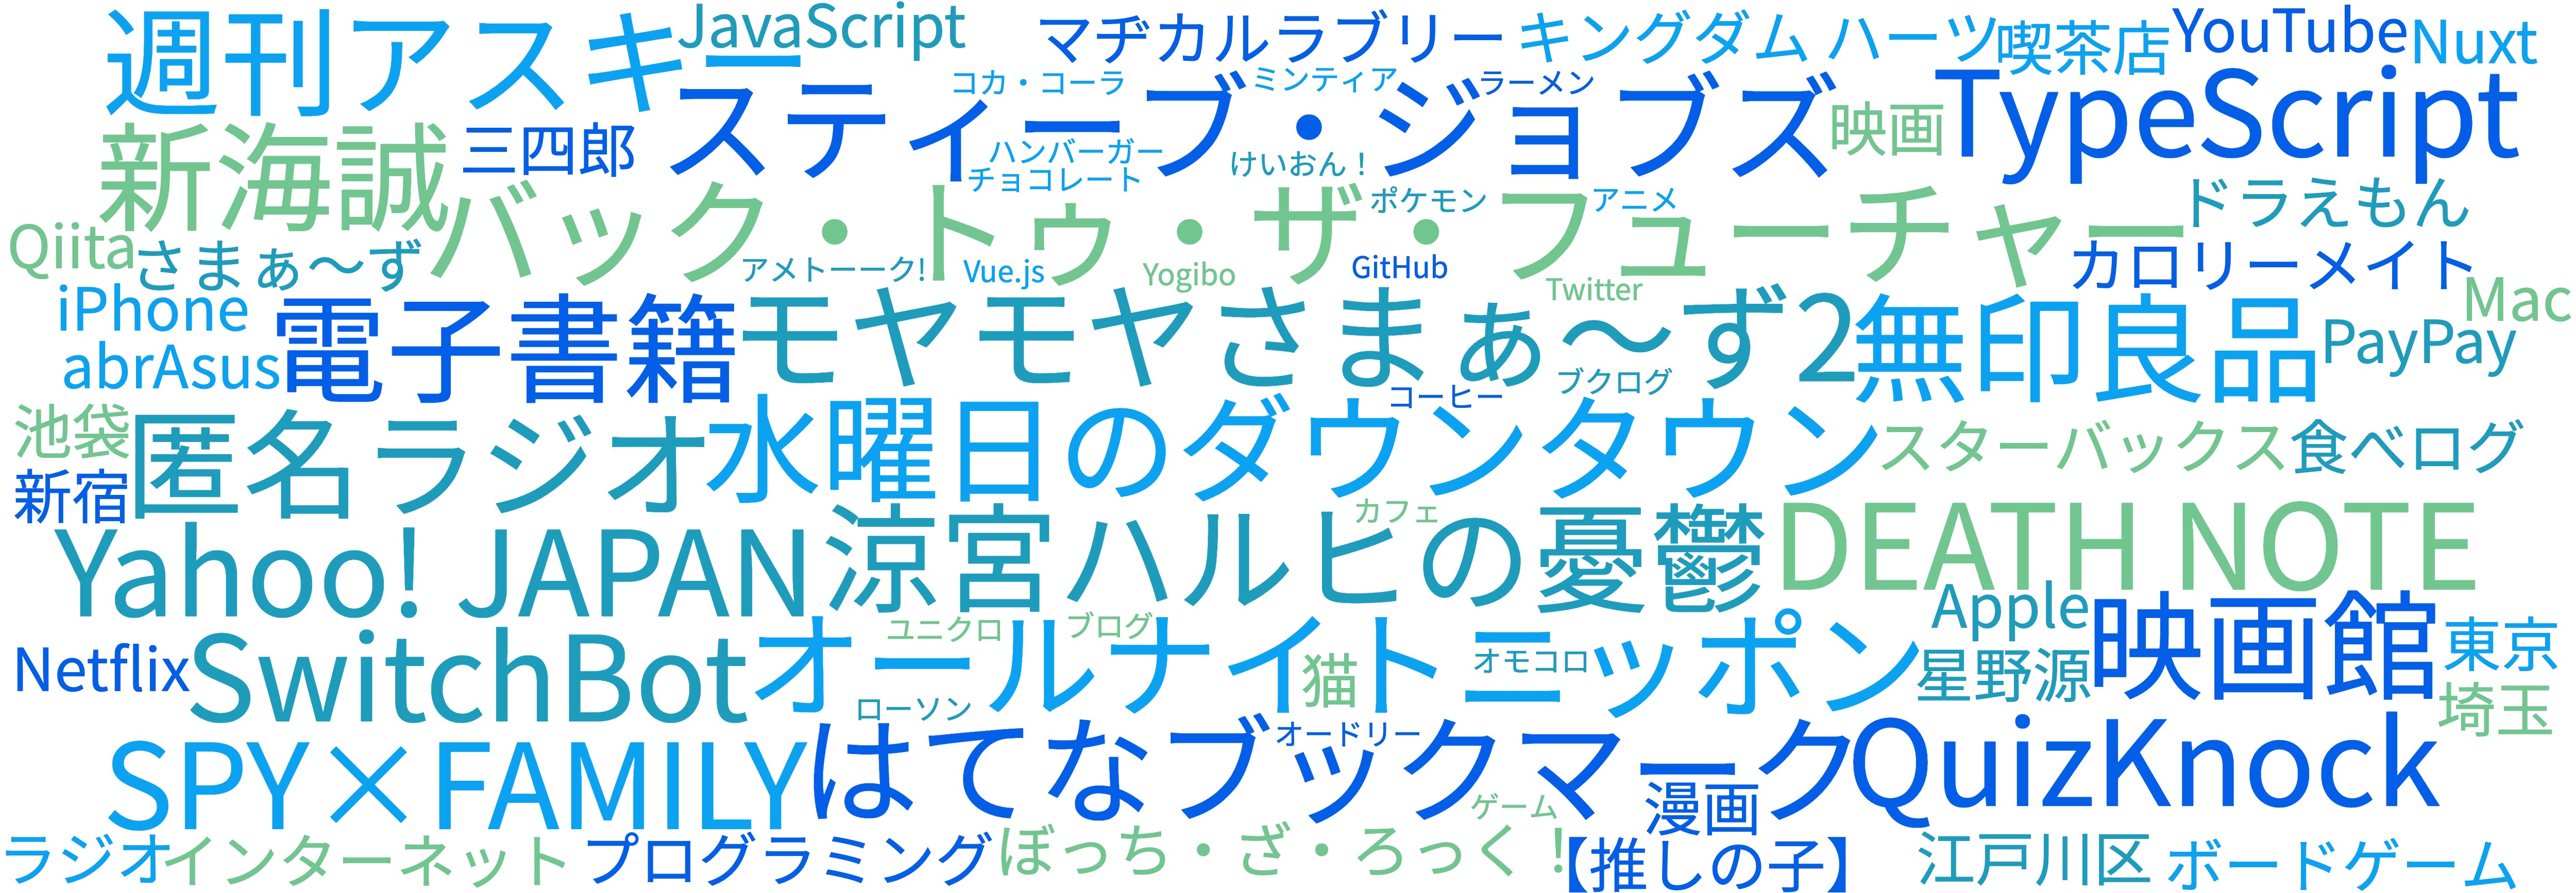 週刊アスキー
JavaScript
マヂカルラブリー
キングダム ハーツ
喫茶店
YouTube
Nuxt
コカ・コーラ
ミンティア
ラーメン
スティーブ・ジョブズ
映画
TypeScript
新海誠
三四郎
ハンバーガー
けいおん！
チョコレート
ポケモン
アニメ
ドラえもん
Qiita
さまぁ〜ず
バック・トゥ・ザ・フューチャー
カロリーメイト
アメトーーク!
Vue.js
Yogibo
GitHub
Twitter
Mac
iPhone
abrAsus
電子書籍
モヤモヤさまぁ〜ず2
無印良品
PayPay
コーヒー
ブクログ
池袋
新宿
匿名ラジオ
水曜日のダウンタウン
スターバックス
食べログ
カフェ
Yahoo! JAPAN
涼宮ハルヒの憂鬱
DEATH NOTE
Apple
ユニクロ
ブログ
Netflix
SwitchBot
オールナイトニッポン
猫
オモコロ
星野源
映画館
東京
埼玉
ローソン
オードリー
SPY×FAMILY
はてなブックマーク
QuizKnock
ゲーム
漫画
ラジオ
インターネット
プログラミング
ぼっち・ざ・ろっく！
【推しの子】
江戸川区
ボードゲーム